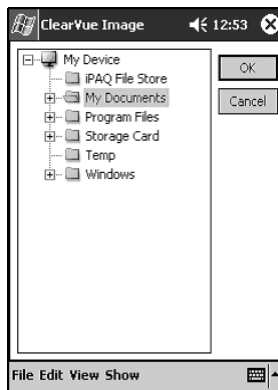 ClearVue Image 12:53
My Device
iPAQ File Store
My Documents
Program Files
Storage Card
Temp
Windows
OK
Cancel
File Edit View Show